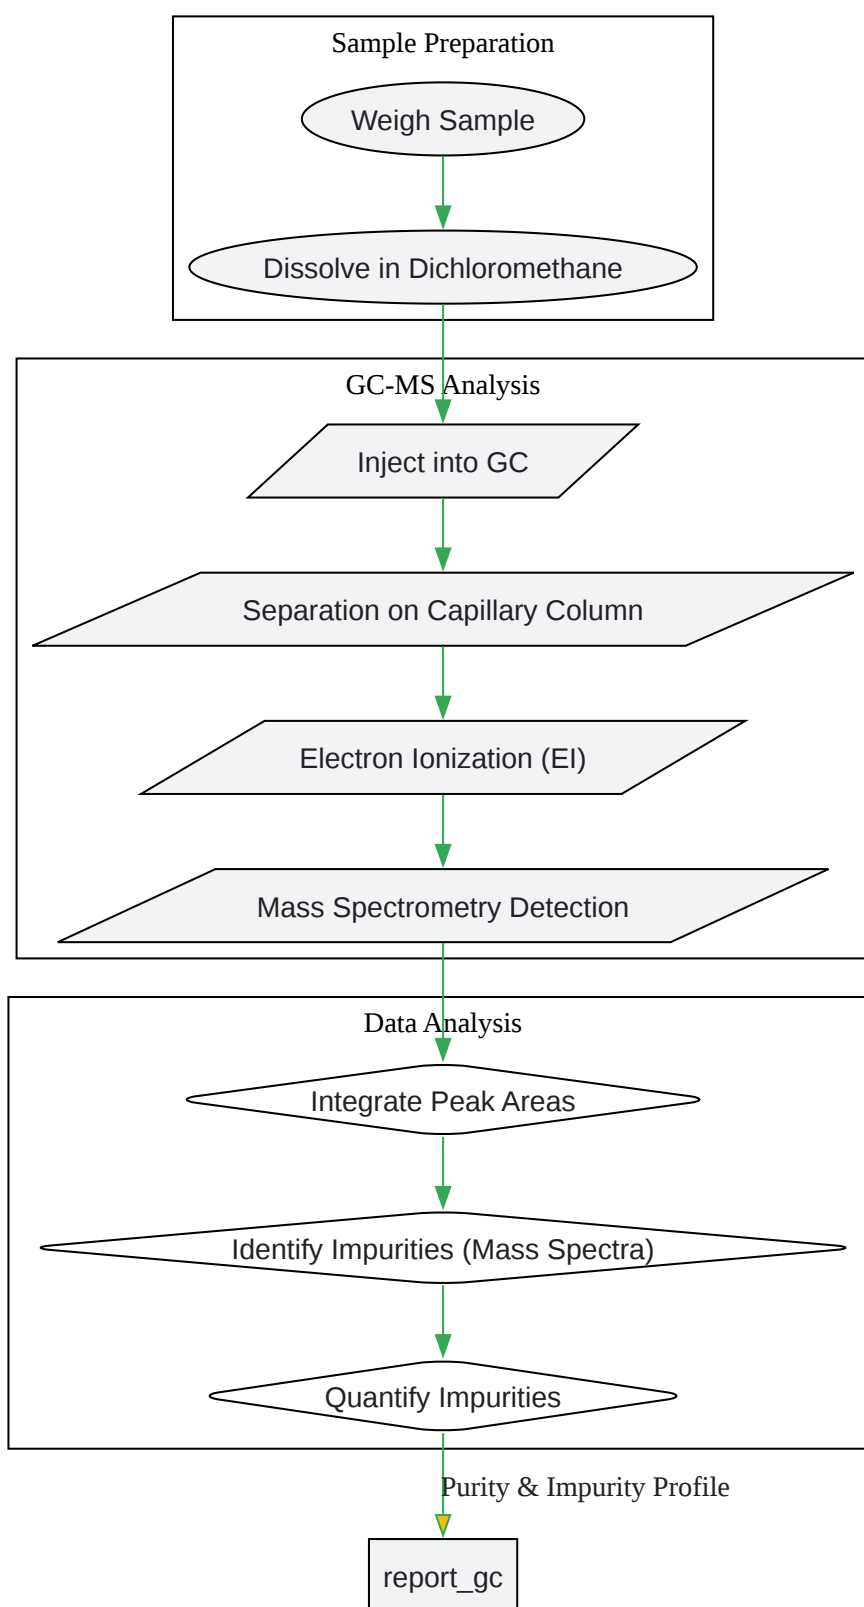 Sample Preparation
Weigh Sample
Dissolve in Dichloromethane
GC-MS Analysis
Inject into GC
Separation on Capillary Column
Electron Ionization (EI)
Mass Spectrometry Detection
Data Analysis
Integrate Peak Areas
Identify Impurities (Mass Spectra)
Quantify Impurities
Purity & Impurity Profile
report_gc